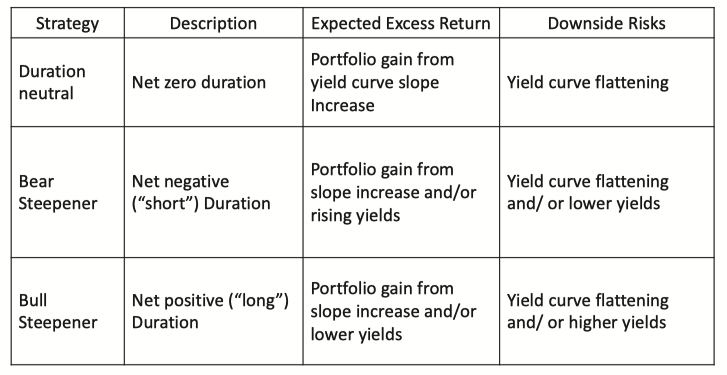 Strategy
Description
Expected Excess Return
Downside Risks
Duration
neutral
Net zero duration
Portfolio gain from
yield curve slope
Increase
Yield curve flattening
Bear
Steepener
Net negative
(“short”) Duration
Portfolio gain from
slope increase and/or
rising yields
Yield curve flattening
and/ or lower yields
Bull
Steepener
Net positive (“long”)
Duration
Portfolio gain from
slope increase and/or
lower yields
Yield curve flattening
and/ or higher yields